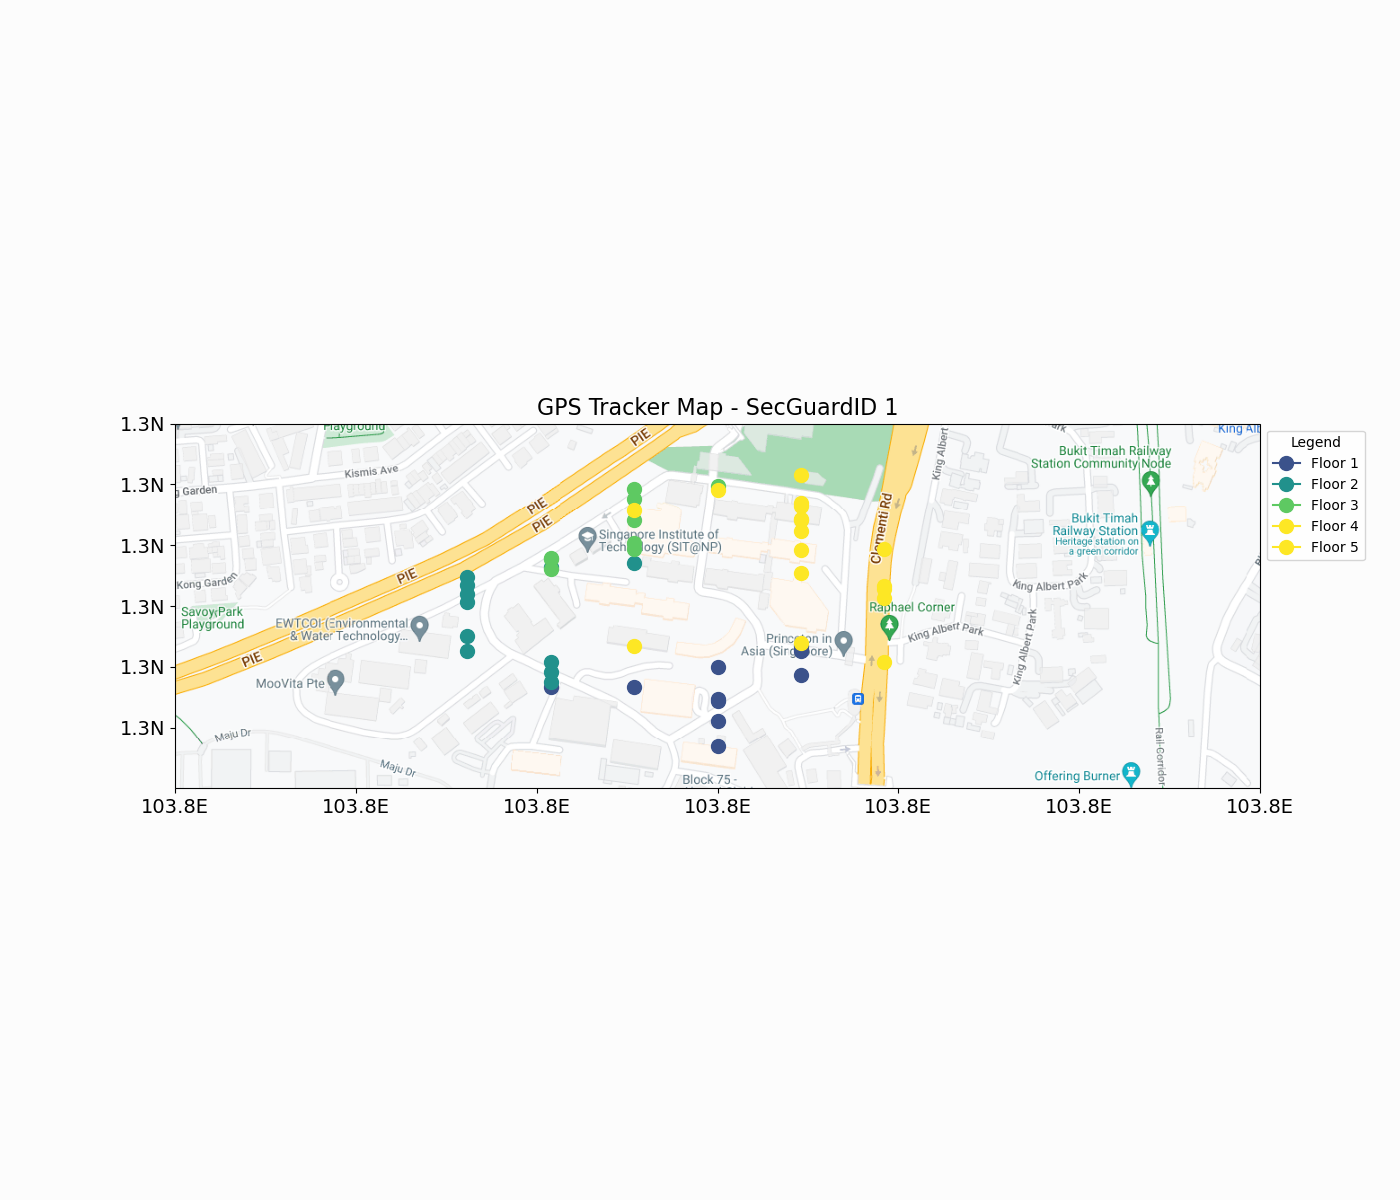 GPS Tracker Map - SecGuardID 1
1.3N
1.3N
1.3N
1.3N
1.3N
1.3N
103.8E
103.8E
103.8E
103.8E
103.8E
103.8E
103.8E
Legend
Floor 1
Floor 2
Floor 3
Floor 4
Floor 5
Playground
Kismis Ave
g Garden
Kong Garden
Savoy Park
Playground
PIE
PIE
PIE
PIE
PIE
EWTCOI (Environmental
& Water Technology...
MooVita Pte
Maju Dr
Maju Dr
Singapore Institute of
Technology (SIT@NP)
Princeton in
Asia (Singapore)
Block 75 -
Clementi Rd
Raphael Corner
King Albert
King Albert Park
King Albert Park
King Albert Park
ark
King Alb
Bukit Timah Railway
Station Community Node
Bukit Timah
Railway Station
Heritage station on
a green corridor
Rail Corridor
Offering Burner